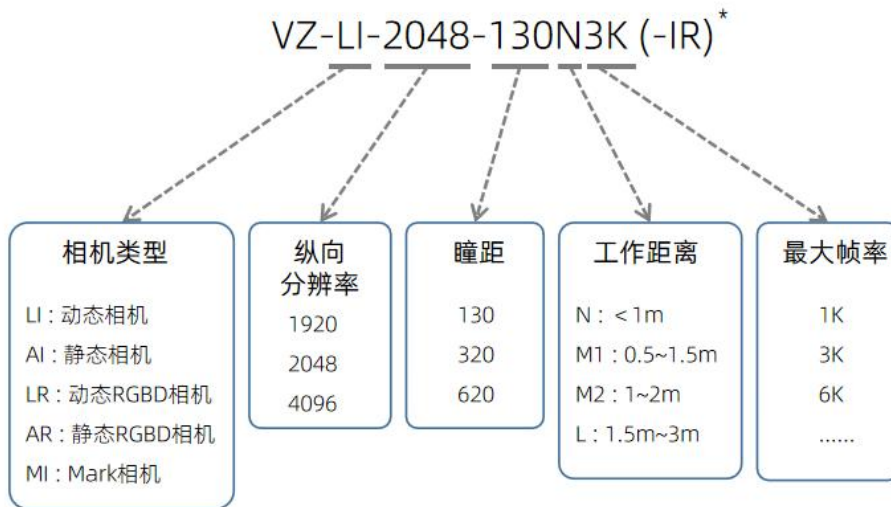 VZ-LI-2048-130N3K (-IR)*
相机类型
LI : 动态相机
AI : 静态相机
LR : 动态RGBD相机
AR : 静态RGBD相机
MI : Mark相机
纵向
分辨率
1920
2048
4096
瞳距
130
320
620
工作距离
N : < 1m
M1 : 0.5~1.5m
M2 : 1~2m
L : 1.5m~3m
最大帧率
1K
3K
6K
......